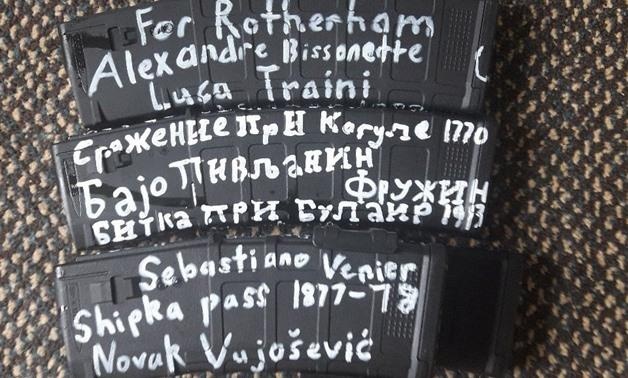 For Rotherham
Alexandre Bissonette
Luca Traini
Сражение при Кагуле 1770
Бајо Пивљанин
Фружин
Битка при Булаир 1913
Sebastiano Venier
Shipka pass 1877-78
Novak Vujošević